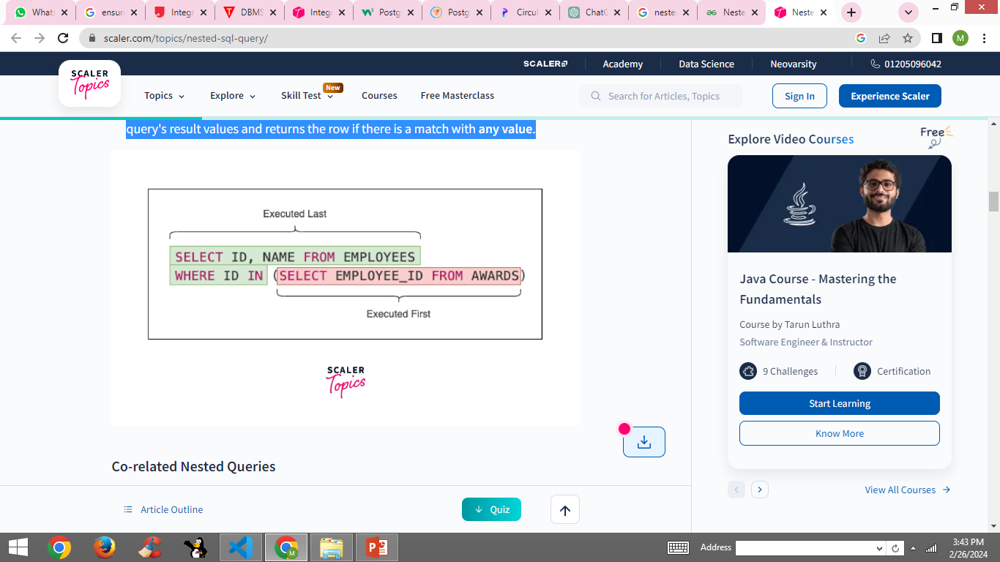 Whats
ensuri
Integr
DBMS
Integr
Postg
Postg
Circul
ChatG
nested
Neste
Neste
scaler.com/topics/nested-sql-query/
M
SCALER
Academy
Data Science
Neovarsity
01205096042
SCALER
Topics
Topics
Explore
Skill Test
New
Courses
Free Masterclass
Search for Articles, Topics
Sign In
Experience Scaler
query's result values and returns the row if there is a match with any value.
Executed Last
SELECT ID, NAME FROM EMPLOYEES
WHERE ID IN (SELECT EMPLOYEE_ID FROM AWARDS)
Executed First
SCALER
Topics
Co-related Nested Queries
Article Outline
Quiz
Explore Video Courses
Free
Java Course - Mastering the
Fundamentals
Course by Tarun Luthra
Software Engineer & Instructor
9 Challenges
Certification
Start Learning
Know More
View All Courses
Address
3:43 PM
2/26/2024